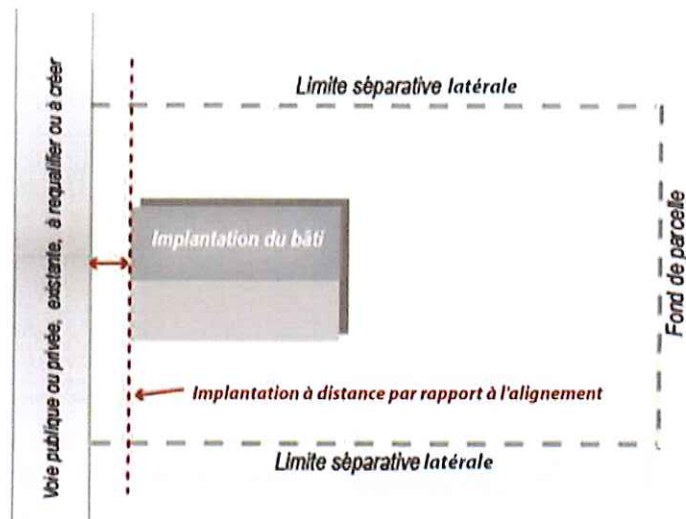 Voie publique ou privée, existante, à requalifier ou à créer
Limite séparative latérale
Implantation du bâti
Fond de parcelle
Implantation à distance par rapport à l'alignement
Limite séparative latérale